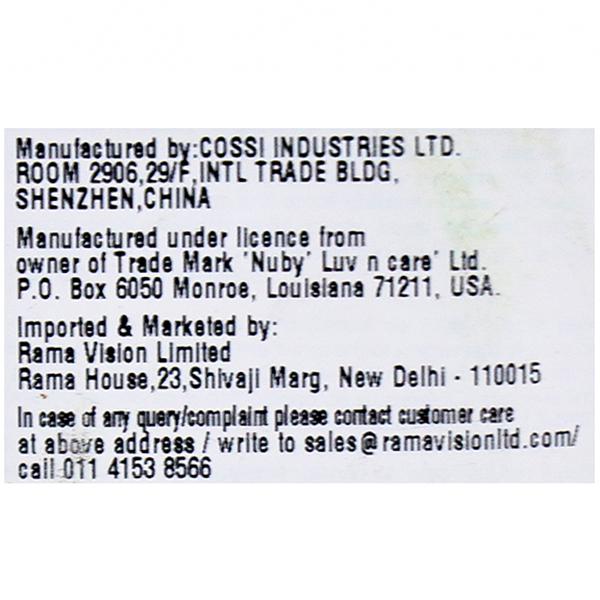 Manufactured by:COSSI INDUSTRIES LTD.
ROOM 2906,29/F,INTL TRADE BLDG,
SHENZHEN,CHINA
Manufactured under licence from
owner of Trade Mark 'Nuby' Luv n care' Ltd.
P.O. Box 6050 Monroe, Louisiana 71211, USA.
Imported & Marketed by:
Rama Vision Limited
Rama House,23,Shivaji Marg, New Delhi - 110015
In case of any query/complaint please contact customer care
at above address / write to sales@ramavisionltd.com/
call 011 4153 8566